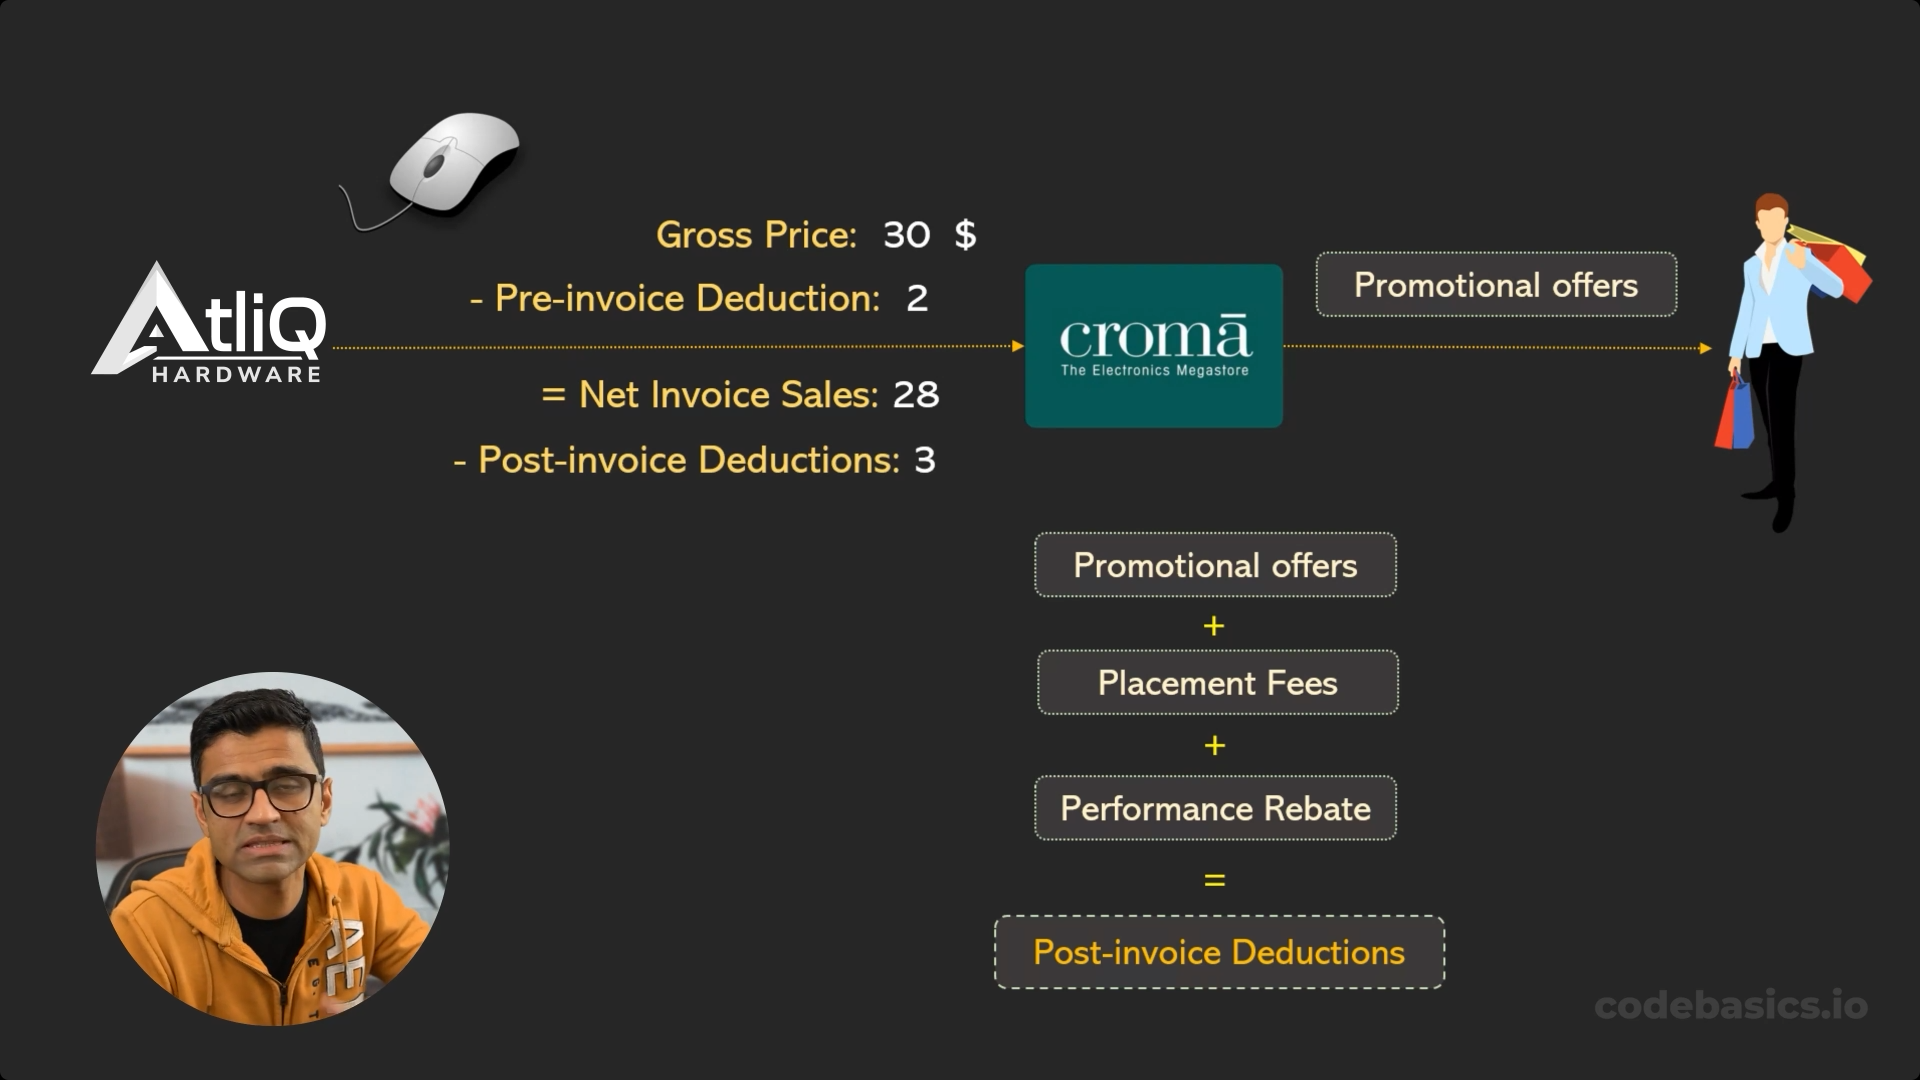 Gross Price: 30 $
- Pre-invoice Deduction: 2
AtliQ
HARDWARE
= Net Invoice Sales: 28
- Post-invoice Deductions: 3
cromā
The Electronics Megastore
Promotional offers
Promotional offers
+
Placement Fees
+
Performance Rebate
=
Post-invoice Deductions
codebasics.io